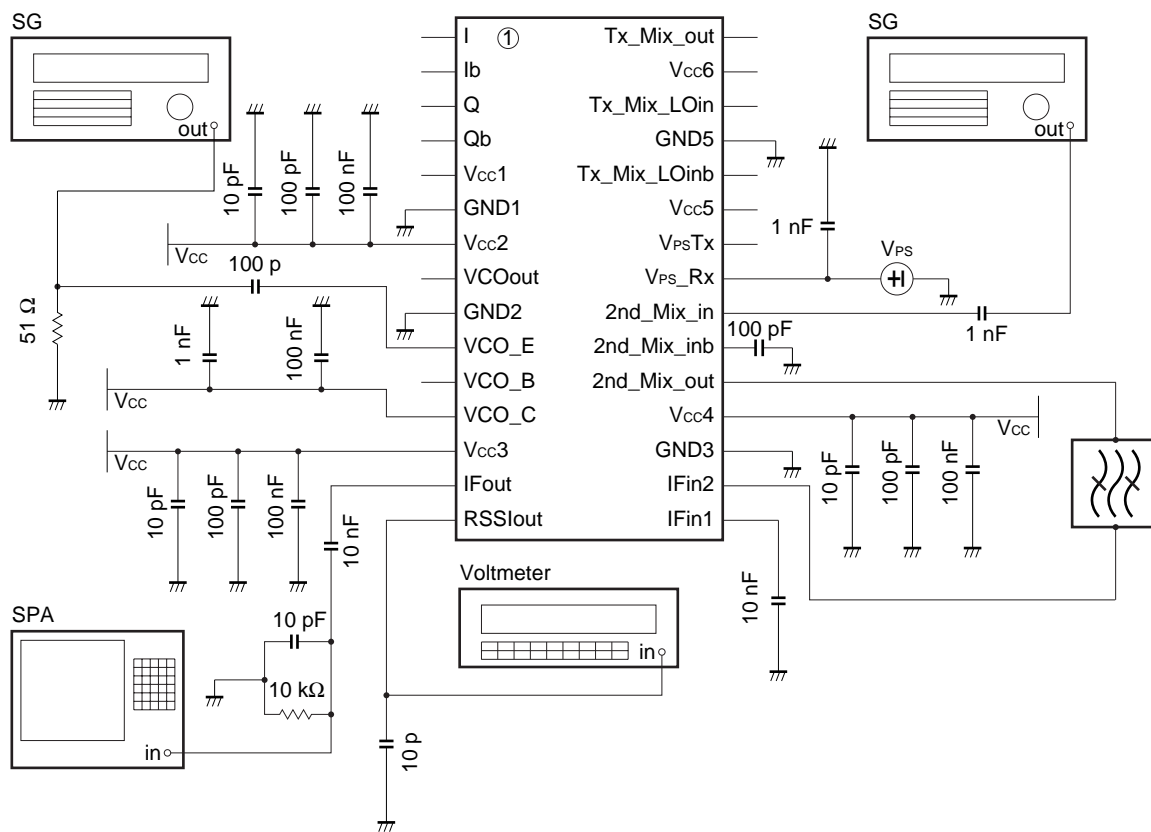 SG
out
10 pF
100 pF
100 nF
VCC
100 p
51 Ω
1 nF
100 nF
VCC
VCC
10 pF
100 pF
100 nF
10 nF
I ①
Ib
Q
Qb
VCC1
GND1
VCC2
VCOout
GND2
VCO_E
VCO_B
VCO_C
VCC3
IFout
RSSIout
Tx_Mix_out
VCC6
Tx_Mix_LOin
GND5
Tx_Mix_LOinb
VCC5
VPSTx
VPS_Rx
2nd_Mix_in
2nd_Mix_inb
2nd_Mix_out
VCC4
GND3
IFin2
IFin1
SG
out
1 nF
VPS
100 pF
1 nF
VCC
10 pF
100 pF
100 nF
10 nF
Voltmeter
in
SPA
in
10 pF
10 kΩ
10 p